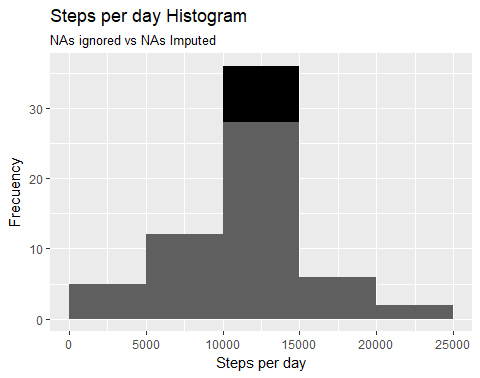 Steps per day Histogram
NAs ignored vs NAs Imputed
Frecuency
30
20
10
0
0 5000 10000 15000 20000 25000
Steps per day